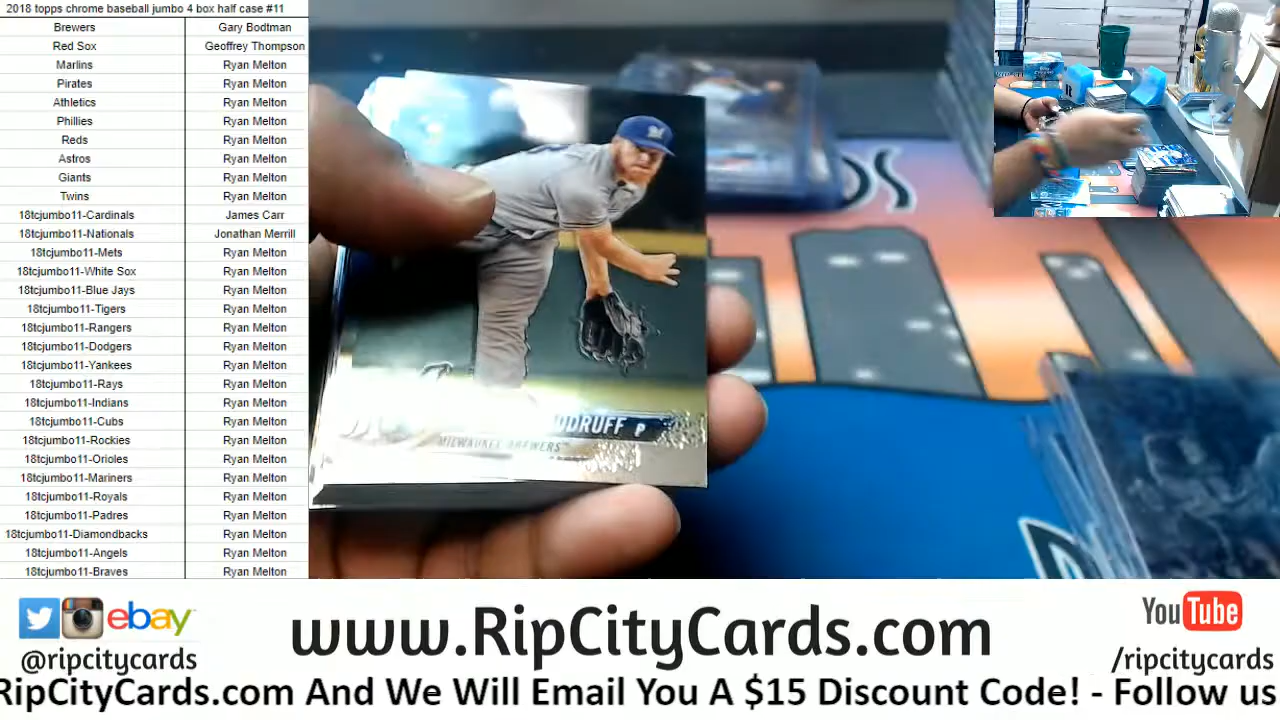 2018 topps chrome baseball jumbo 4 box half case #11
Brewers Gary Bodtman
Red Sox Geoffrey Thompson
Marlins Ryan Melton
Pirates Ryan Melton
Athletics Ryan Melton
Phillies Ryan Melton
Reds Ryan Melton
Astros Ryan Melton
Giants Ryan Melton
Twins Ryan Melton
18tcjumbo11-Cardinals James Carr
18tcjumbo11-Nationals Jonathan Merrill
18tcjumbo11-Mets Ryan Melton
18tcjumbo11-White Sox Ryan Melton
18tcjumbo11-Blue Jays Ryan Melton
18tcjumbo11-Tigers Ryan Melton
18tcjumbo11-Rangers Ryan Melton
18tcjumbo11-Dodgers Ryan Melton
18tcjumbo11-Yankees Ryan Melton
18tcjumbo11-Rays Ryan Melton
18tcjumbo11-Indians Ryan Melton
18tcjumbo11-Cubs Ryan Melton
18tcjumbo11-Rockies Ryan Melton
18tcjumbo11-Orioles Ryan Melton
18tcjumbo11-Mariners Ryan Melton
18tcjumbo11-Royals Ryan Melton
18tcjumbo11-Padres Ryan Melton
18tcjumbo11-Diamondbacks Ryan Melton
18tcjumbo11-Angels Ryan Melton
18tcjumbo11-Braves Ryan Melton
DRUFF P
MILWAUKEE BREWERS
ebay
@ripcitycards
www.RipCityCards.com
YouTube
/ripcitycards
RipCityCards.com And We Will Email You A $15 Discount Code! - Follow us